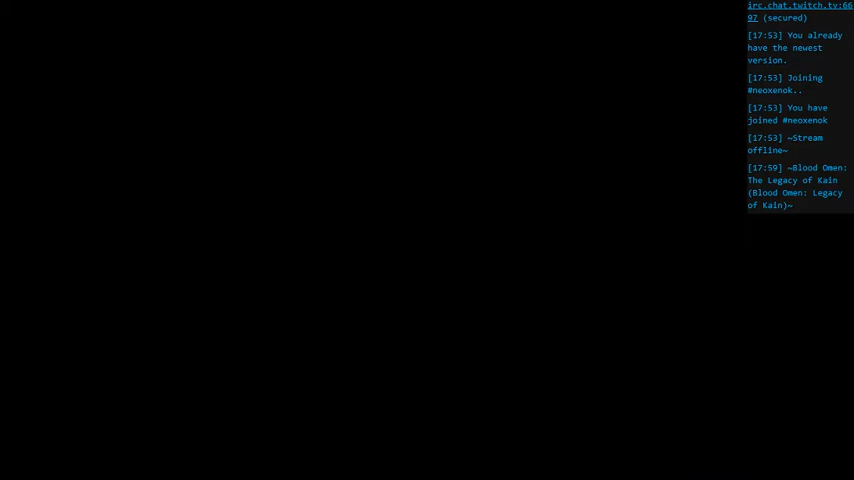 irc.chat.twitch.tv:66
97 (secured)
[17:53] You already
have the newest
version.
[17:53] Joining
#neoxenok..
[17:53] You have
joined #neoxenok
[17:53] ~Stream
offline~
[17:59] ~Blood Omen:
The Legacy of Kain
(Blood Omen: Legacy
of Kain)~